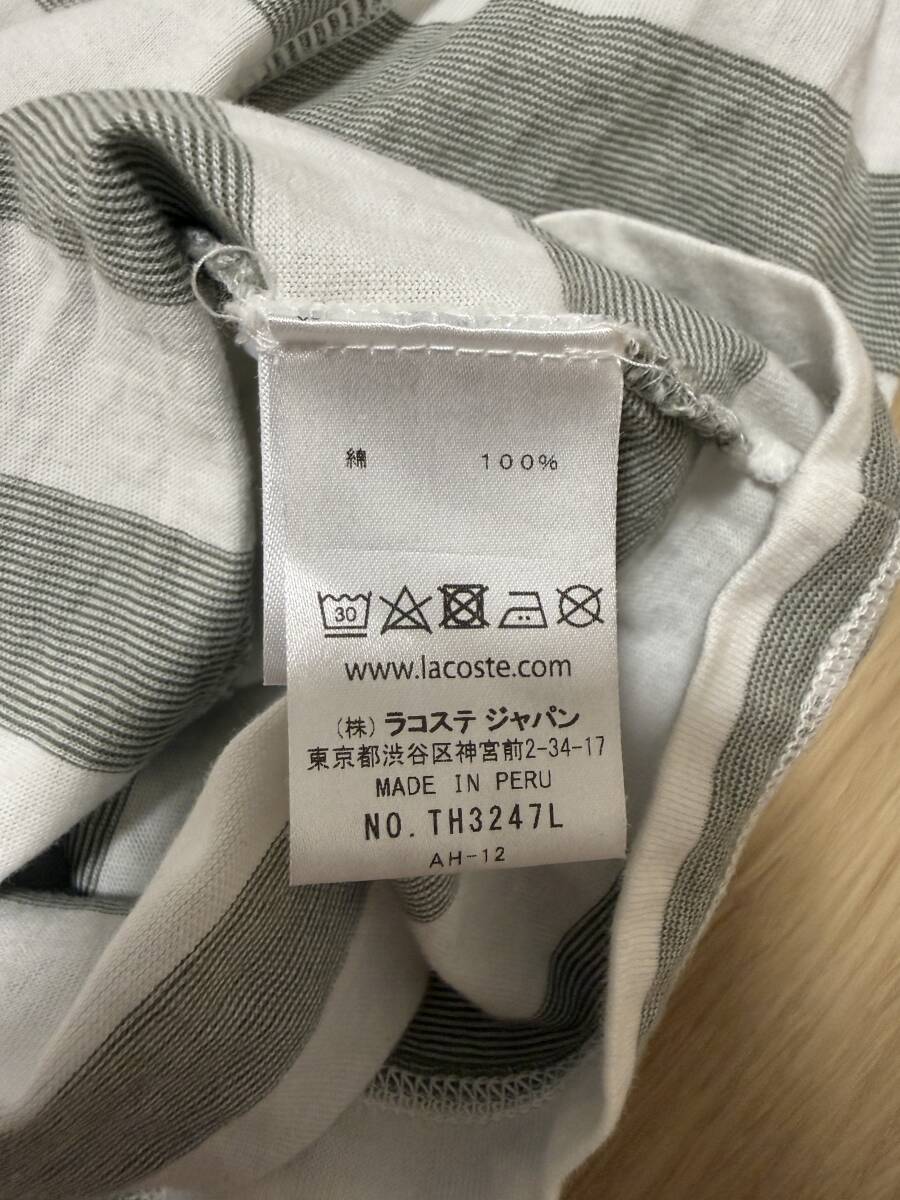 綿 100%
30
www.lacoste.com
(株) ラコステ ジャパン
東京都渋谷区神宮前2-34-17
MADE IN PERU
NO. TH3247L
AH-12